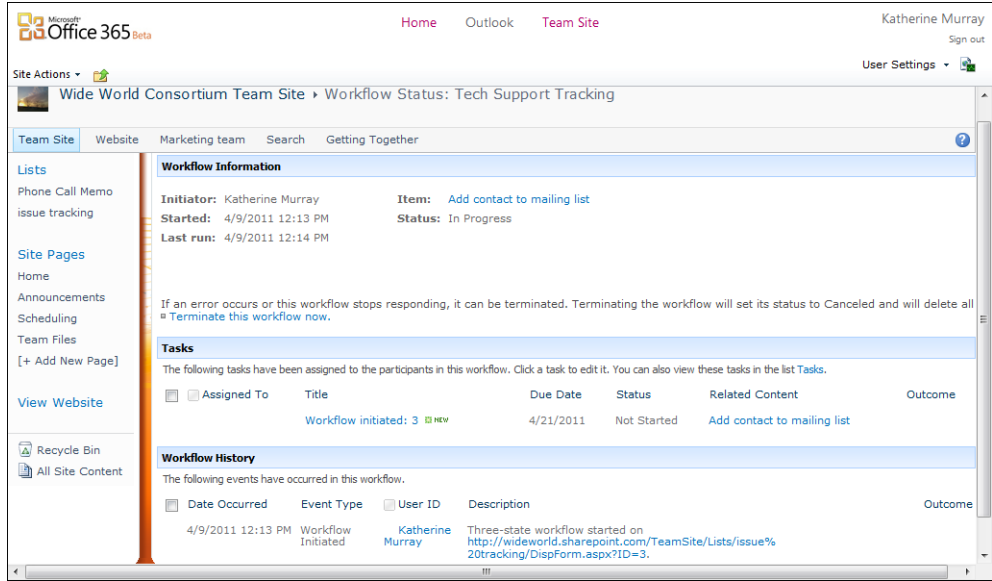 Microsoft
Office 365 Beta
Home Outlook Team Site
Katherine Murray
Sign out
Site Actions
User Settings
Wide World Consortium Team Site Workflow Status: Tech Support Tracking
Team Site Website Marketing team Search Getting Together
Lists
Phone Call Memo
issue tracking
Site Pages
Home
Announcements
Scheduling
Team Files
[+ Add New Page]
View Website
Recycle Bin
All Site Content
Workflow Information
Initiator: Katherine Murray Item: Add contact to mailing list
Started: 4/9/2011 12:13 PM Status: In Progress
Last run: 4/9/2011 12:14 PM
If an error occurs or this workflow stops responding, it can be terminated. Terminating the workflow will set its status to Canceled and will delete all
Terminate this workflow now.
Tasks
The following tasks have been assigned to the participants in this workflow. Click a task to edit it. You can also view these tasks in the list Tasks.
Assigned To Title Due Date Status Related Content Outcome
Workflow initiated: 3 NEW 4/21/2011 Not Started Add contact to mailing list
Workflow History
The following events have occurred in this workflow.
Date Occurred Event Type User ID Description Outcome
4/9/2011 12:13 PM Workflow Katherine Three-state workflow started on
Initiated Murray http://wideworld.sharepoint.com/TeamSite/Lists/issue%
20tracking/DispForm.aspx?ID=3.